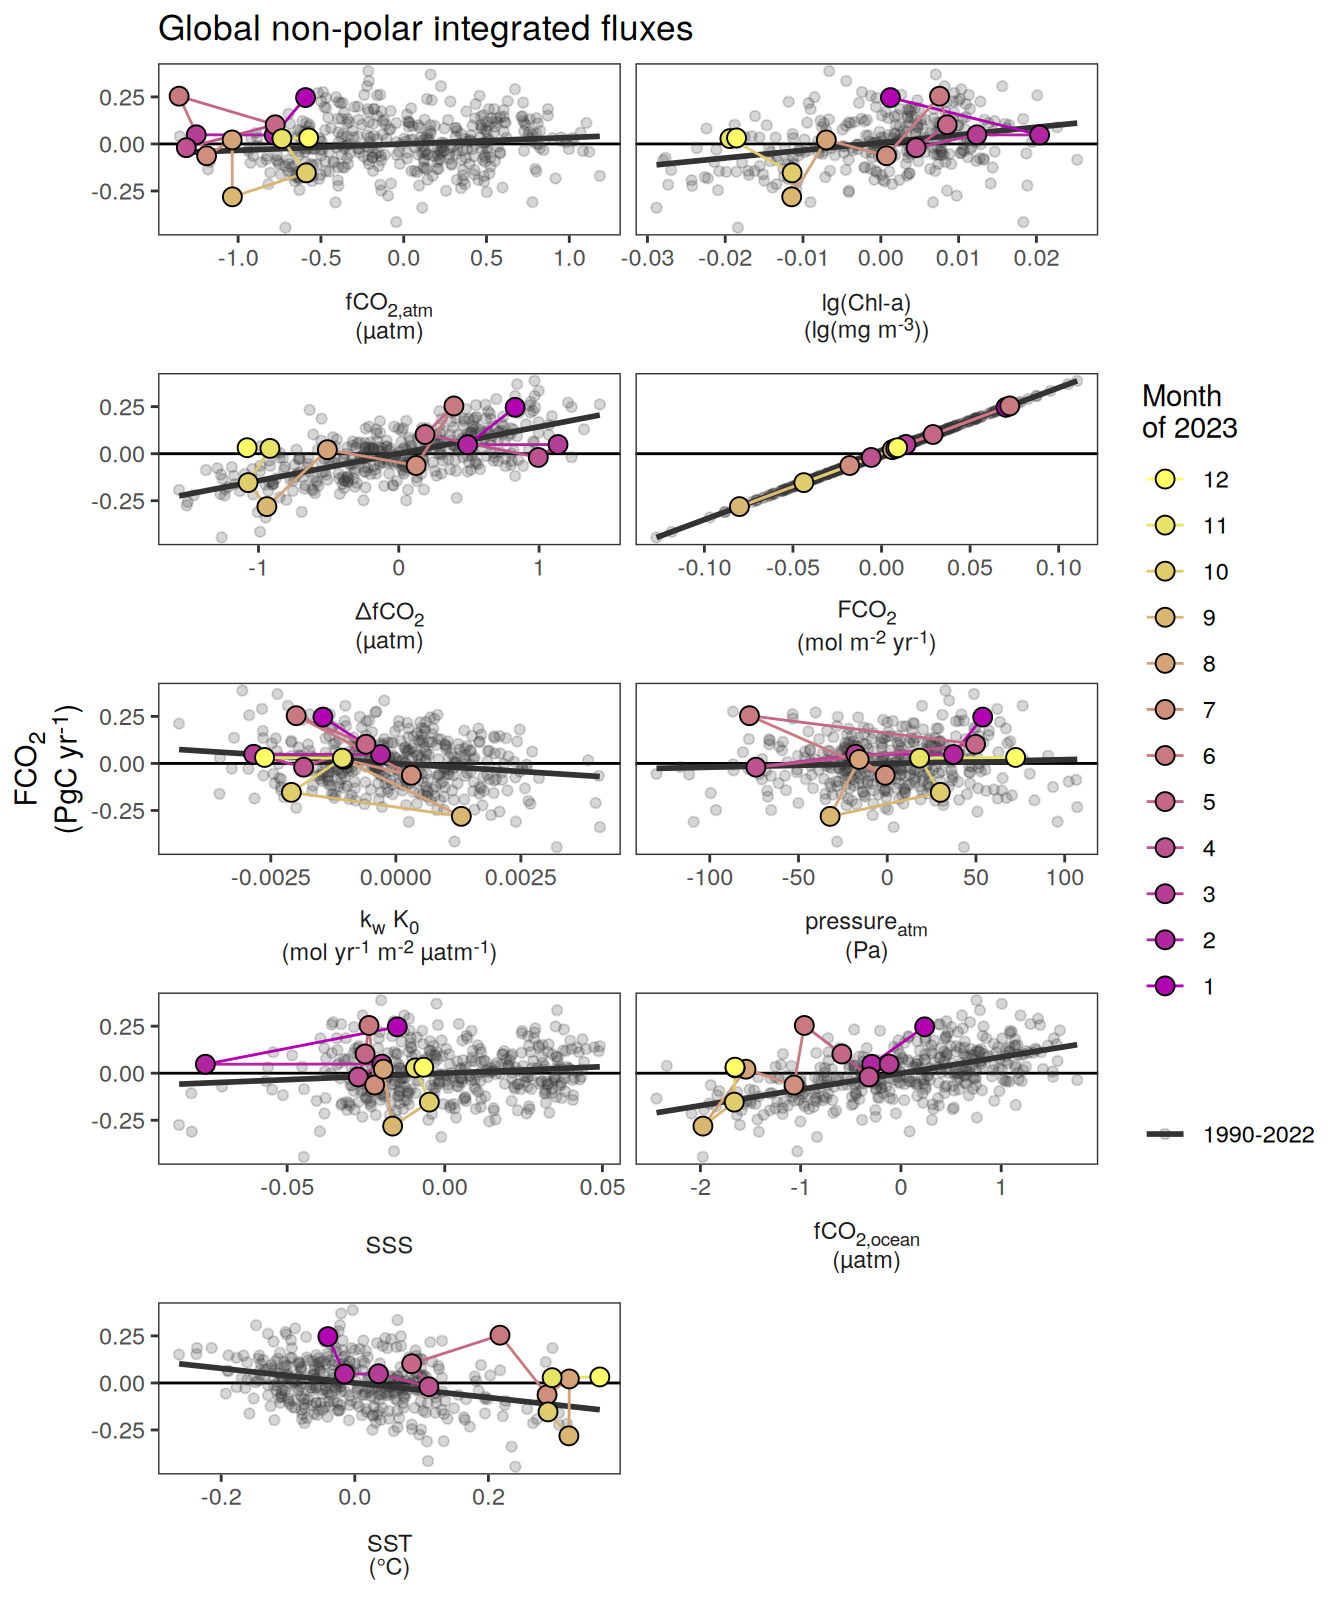 Global non-polar integrated fluxes
0.25
0.00
-0.25
-1.0 -0.5 0.0 0.5 1.0
fCO2,atm
(µatm)
-0.03 -0.02 -0.01 0.00 0.01 0.02
lg(Chl-a)
(lg(mg m-3))
0.25
0.00
-0.25
-1 0 1
ΔfCO2
(µatm)
-0.10 -0.05 0.00 0.05 0.10
FCO2
(mol m-2 yr-1)
FCO2
(PgC yr-1)
0.25
0.00
-0.25
-0.0025 0.0000 0.0025
kw K0
(mol yr-1 m-2 µatm-1)
-100 -50 0 50 100
pressureatm
(Pa)
0.25
0.00
-0.25
-0.05 0.00 0.05
SSS
-2 -1 0 1
fCO2,ocean
(µatm)
0.25
0.00
-0.25
-0.2 0.0 0.2
SST
(°C)
Month
of 2023
12
11
10
9
8
7
6
5
4
3
2
1
1990-2022